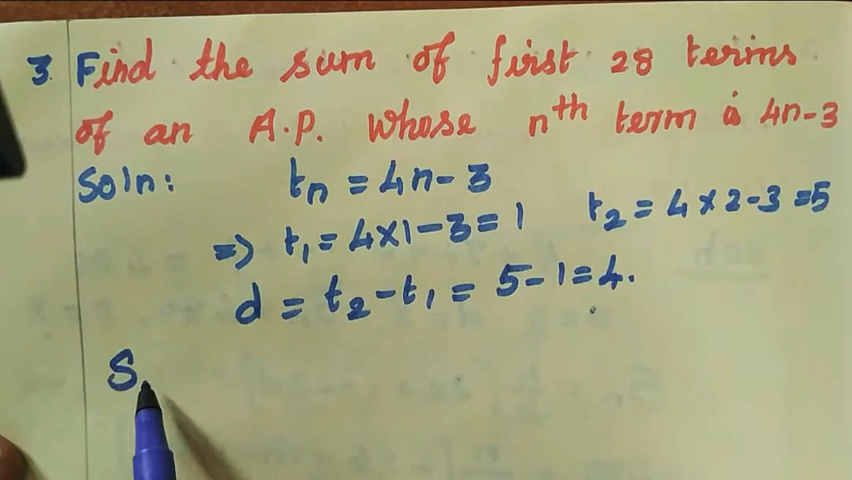 3. Find the sum of first 28 terms
of an A.P. whose nth term is 4n-3
Soln: tn = 4n-3
=> t1 = 4×1-3=1 t2 = 4×2-3=5
d = t2-t1 = 5-1=4.
S